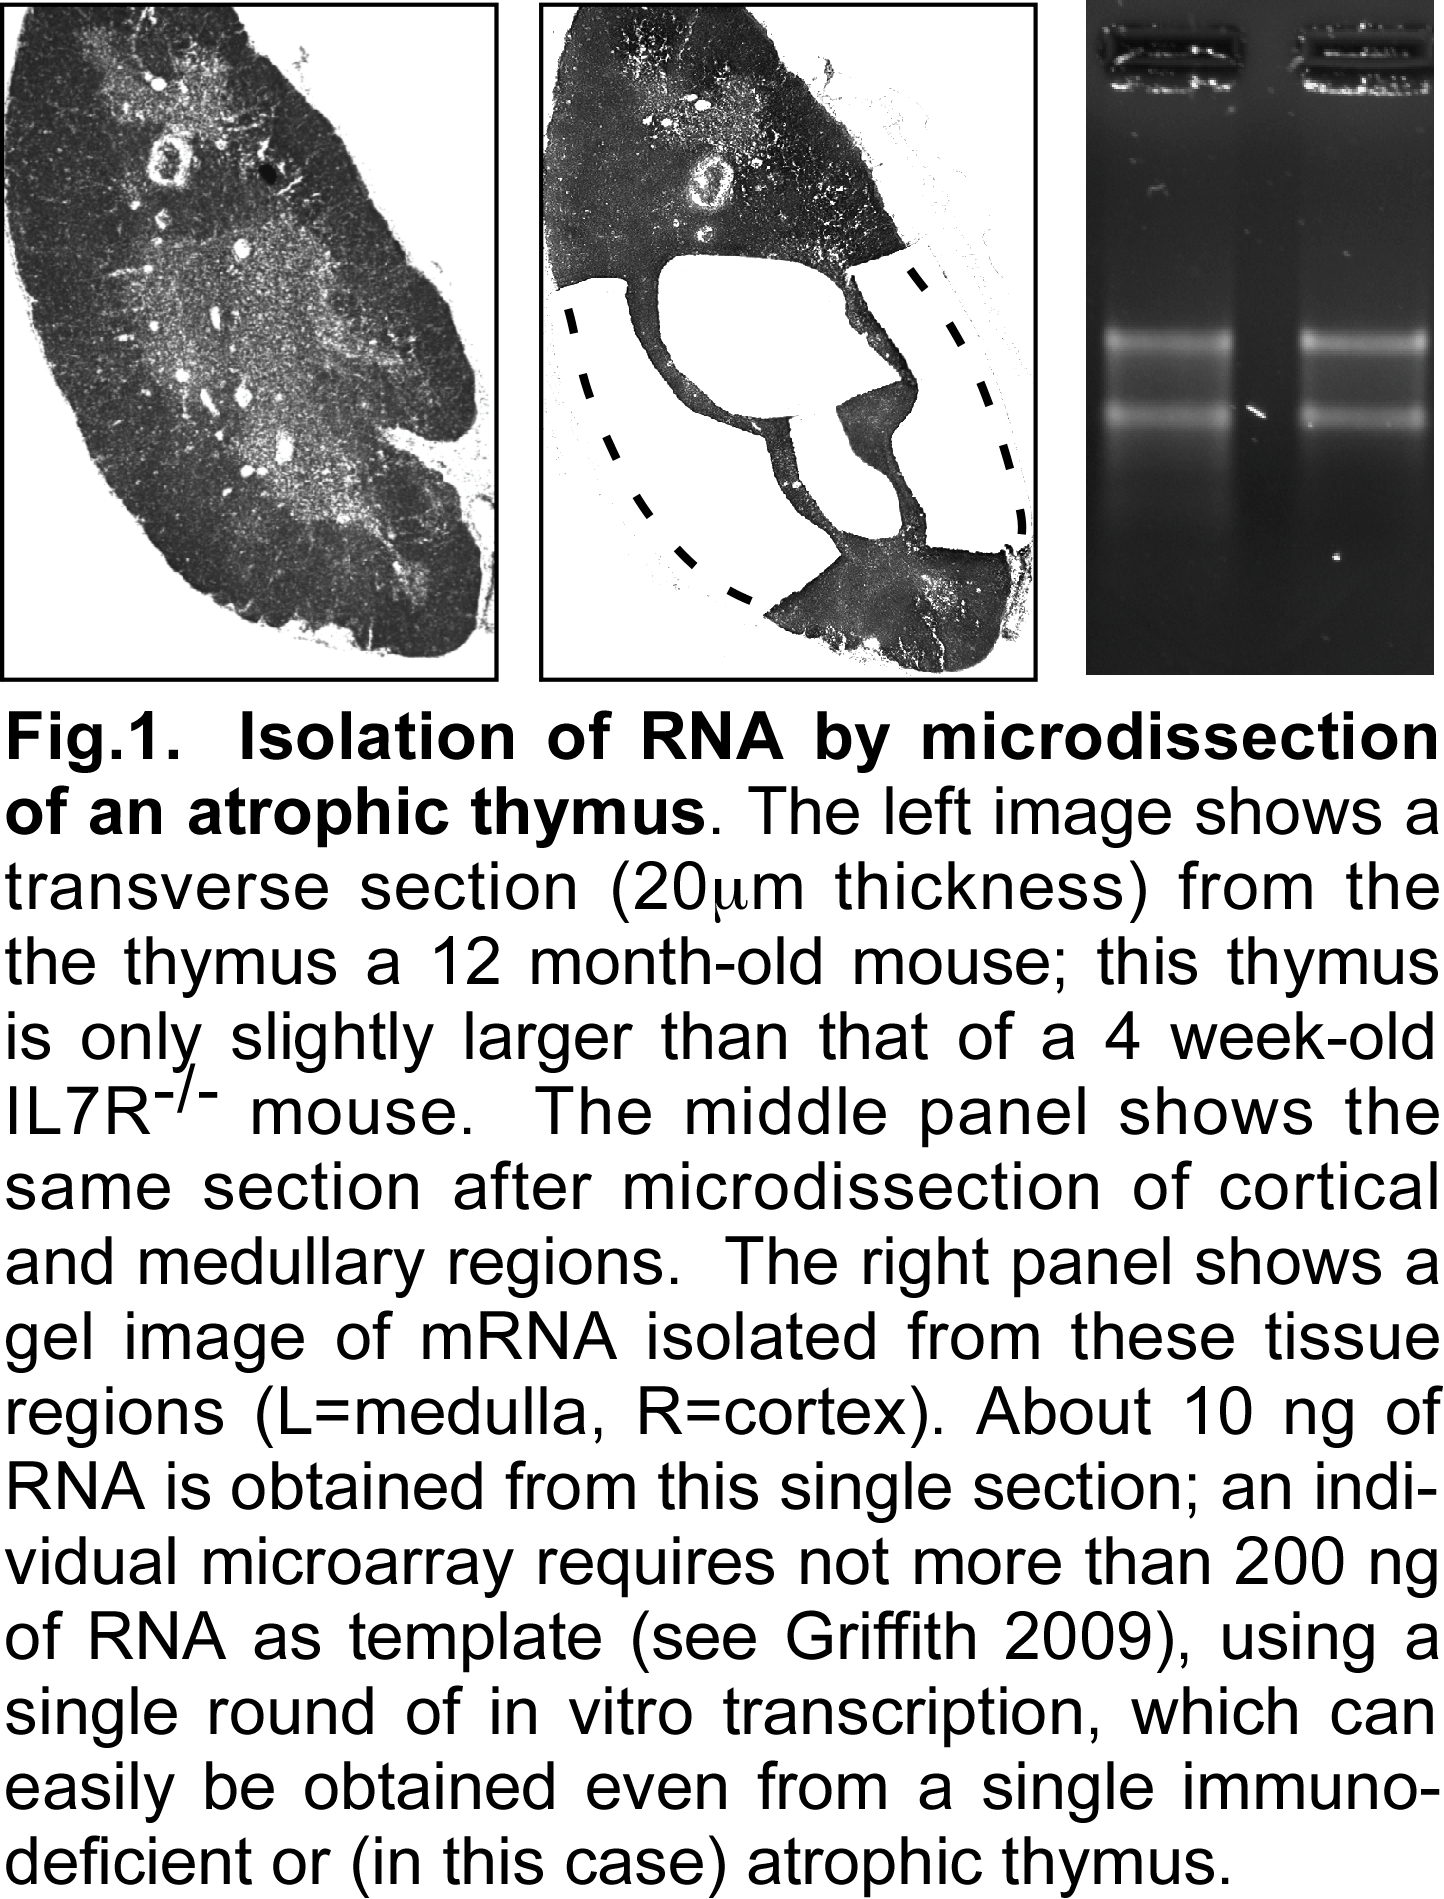 Fig.1.  Isolation of RNA by microdissection
of an atrophic thymus. The left image shows a
transverse section (20μm thickness) from the
the thymus a 12 month-old mouse; this thymus
is only slightly larger than that of a 4 week-old
IL7R-/- mouse.  The middle panel shows the
same section after microdissection of cortical
and medullary regions.  The right panel shows a
gel image of mRNA isolated from these tissue
regions (L=medulla, R=cortex). About 10 ng of
RNA is obtained from this single section; an indi-
vidual microarray requires not more than 200 ng
of RNA as template (see Griffith 2009), using a
single round of in vitro transcription, which can
easily be obtained even from a single immuno-
deficient or (in this case) atrophic thymus.